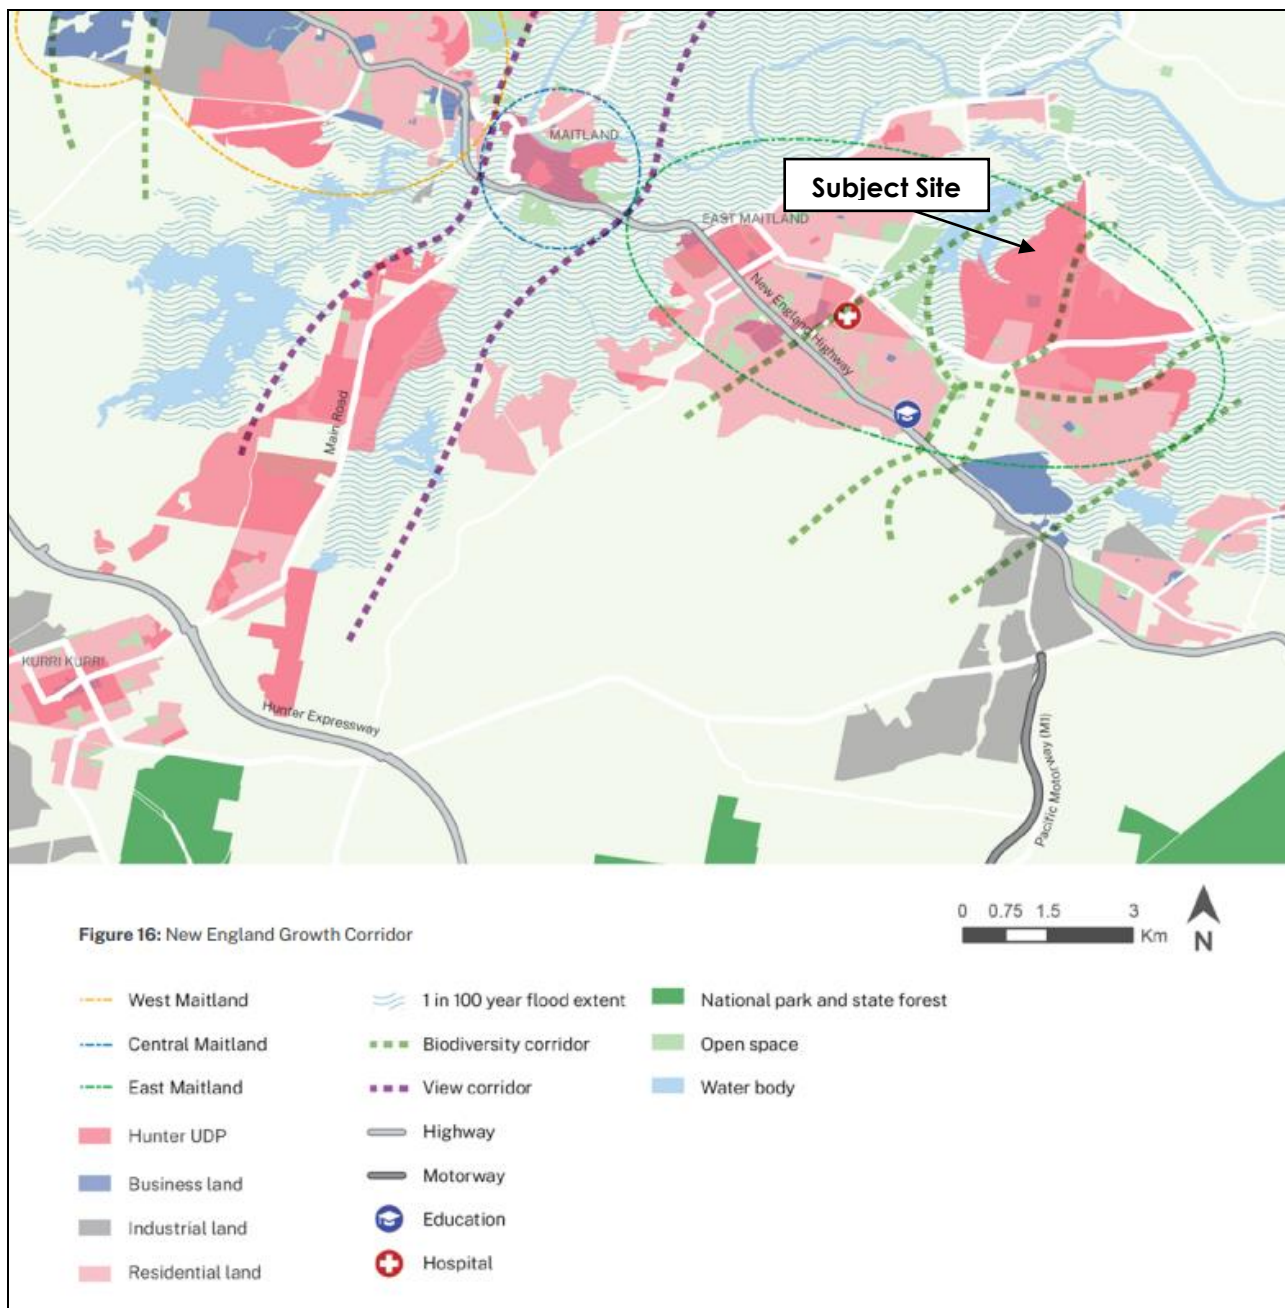 MAITLAND
Subject Site
EAST MAITLAND
New England Highway
Main Road
KURRI KURRI
Hunter Expressway
Pacific Motorway (M1)
0 0.75 1.5 3
Km
N
Figure 16: New England Growth Corridor
West Maitland
Central Maitland
East Maitland
Hunter UDP
Business land
Industrial land
Residential land
1 in 100 year flood extent
Biodiversity corridor
View corridor
Highway
Motorway
Education
Hospital
National park and state forest
Open space
Water body